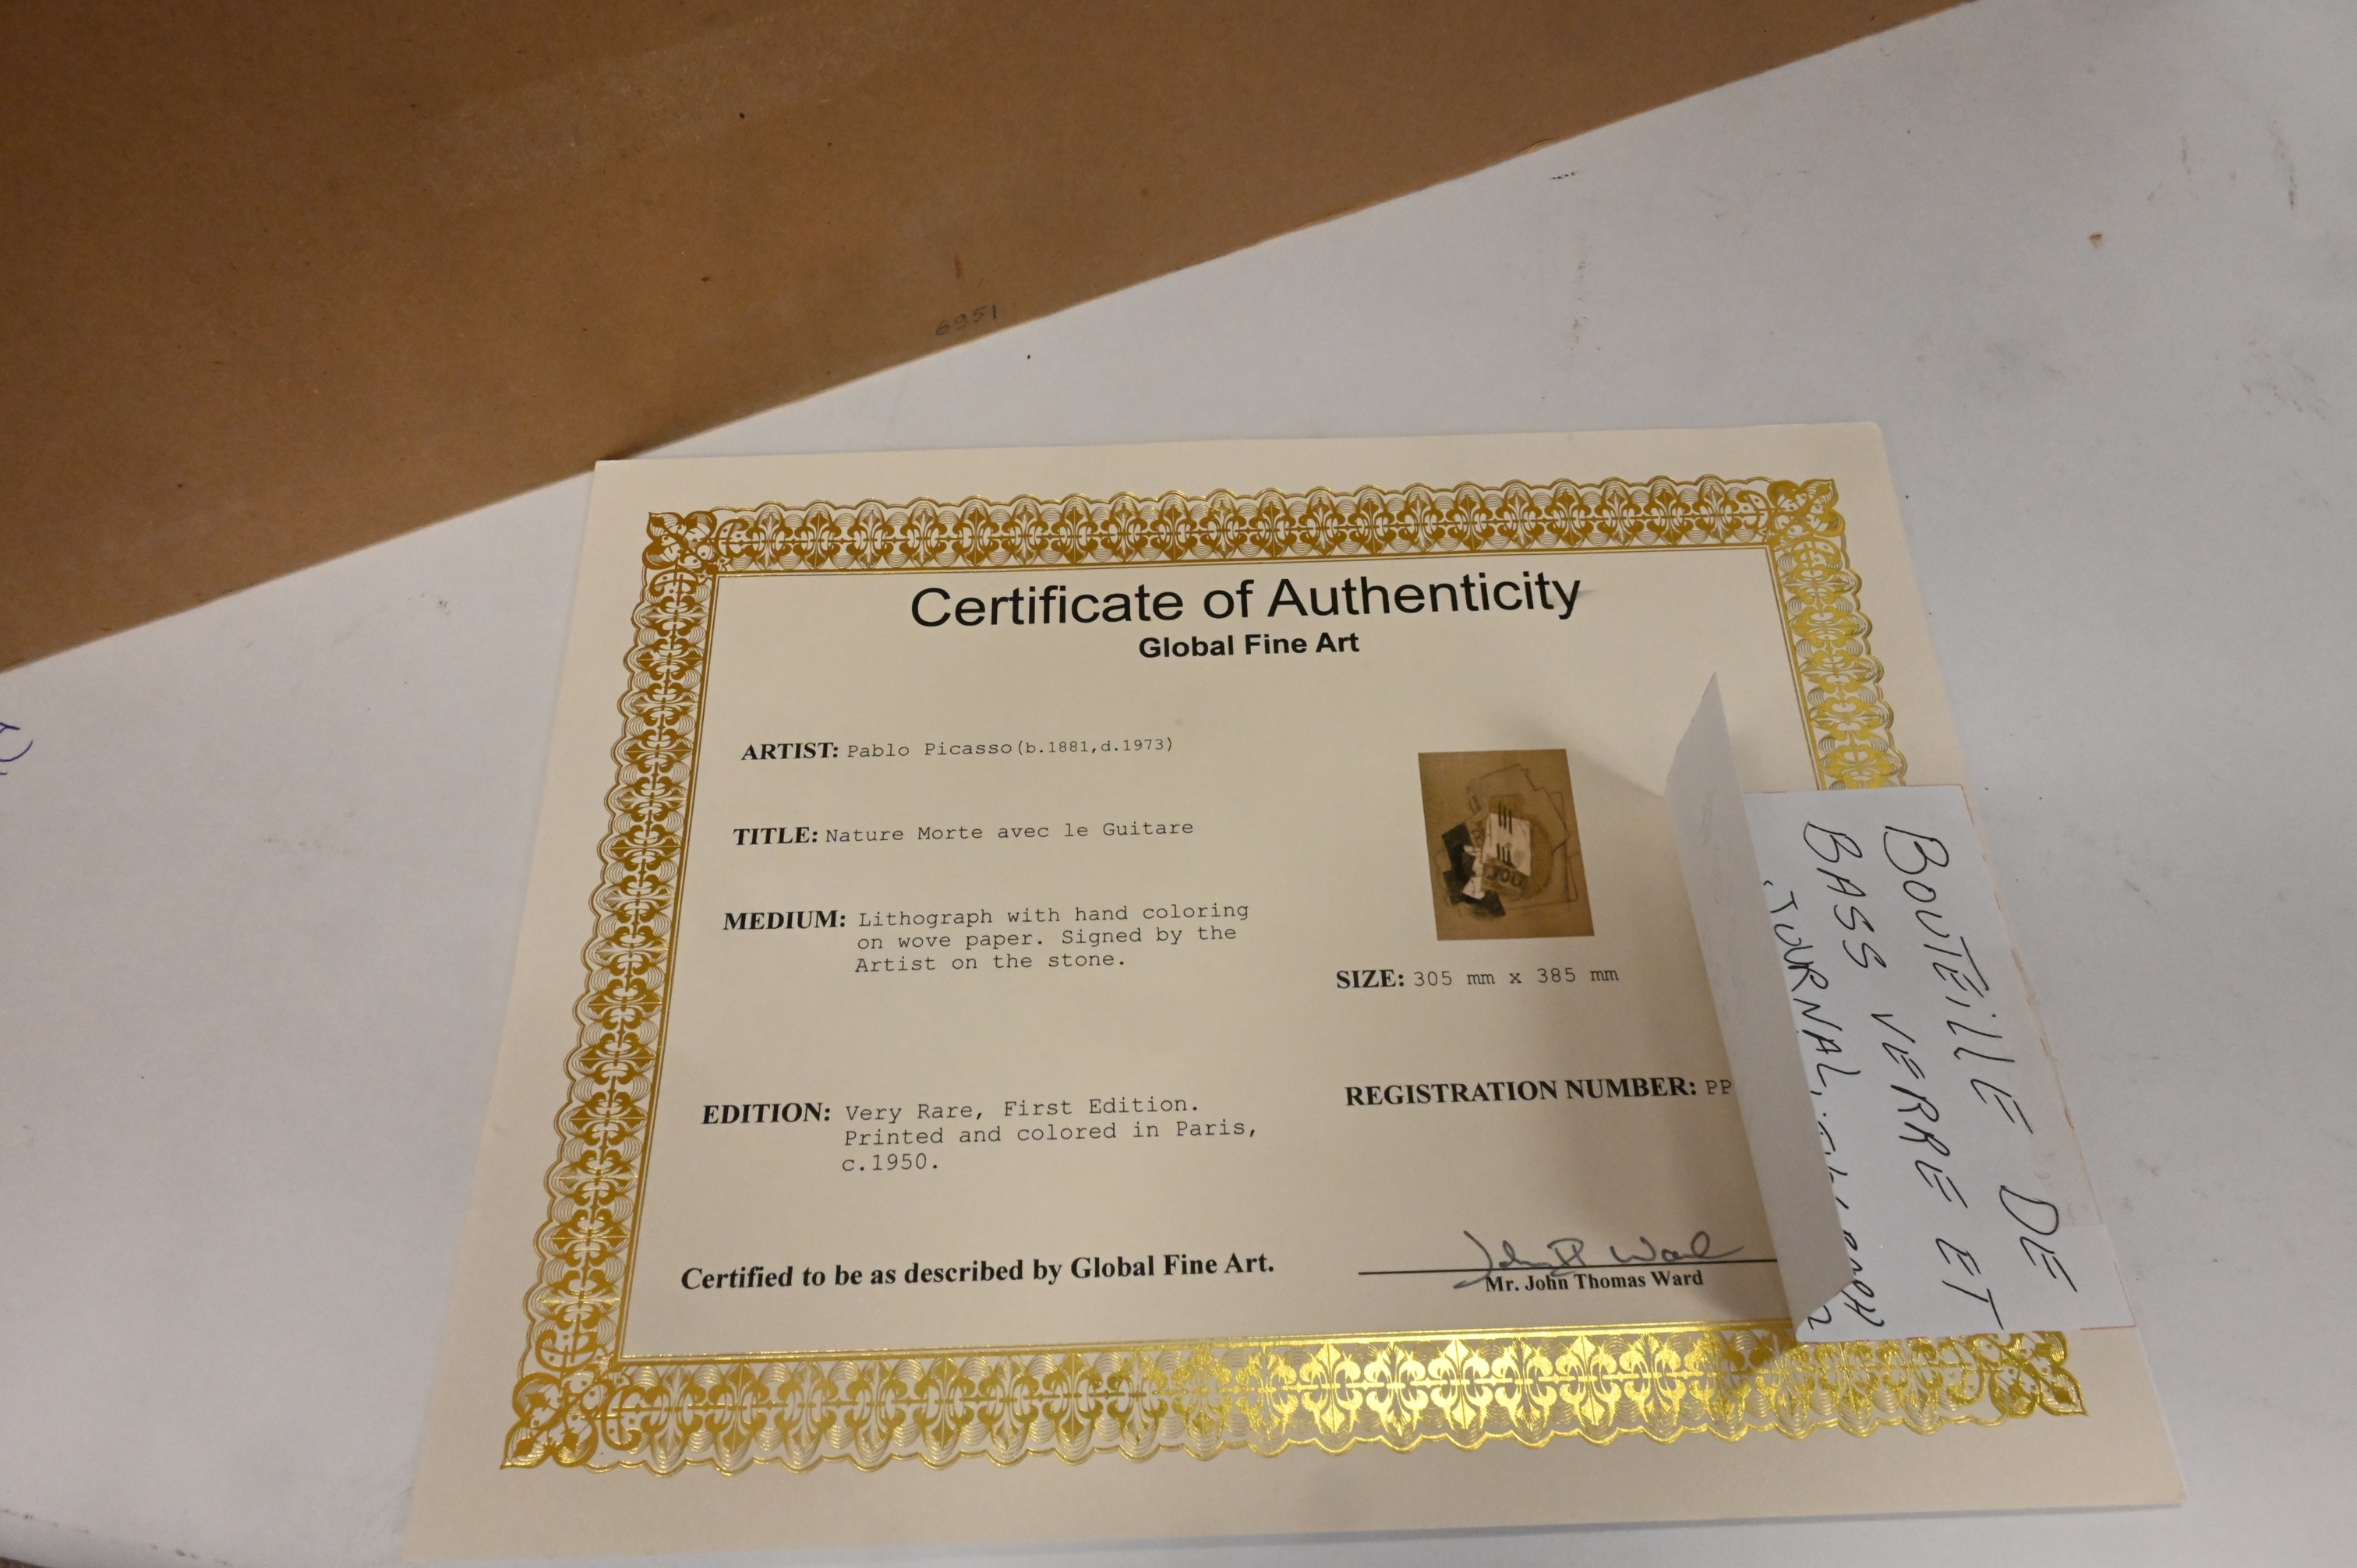 6951
Certificate of Authenticity
Global Fine Art
ARTIST: Pablo Picasso(b.1881,d.1973)
TITLE: Nature Morte avec le Guitare
MEDIUM: Lithograph with hand coloring
on wove paper. Signed by the
Artist on the stone.
JOU
SIZE: 305 mm x 385 mm
EDITION: Very Rare, First Edition.
Printed and colored in Paris,
c.1950.
REGISTRATION NUMBER: PP
Certified to be as described by Global Fine Art.
John Ward
Mr. John Thomas Ward
BOUTEillE DE
BASS VERRE ET
JOURNAL,